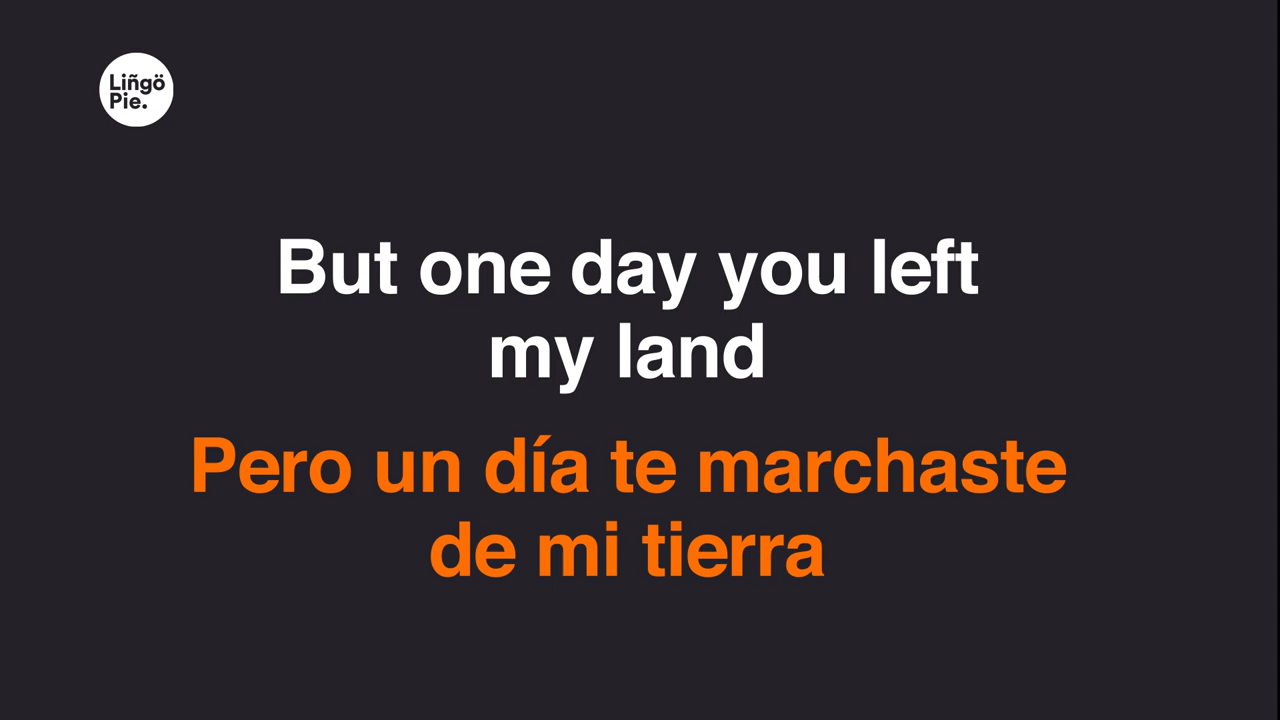 Liñgö
Pie.
But one day you left
my land
Pero un día te marchaste
de mi tierra